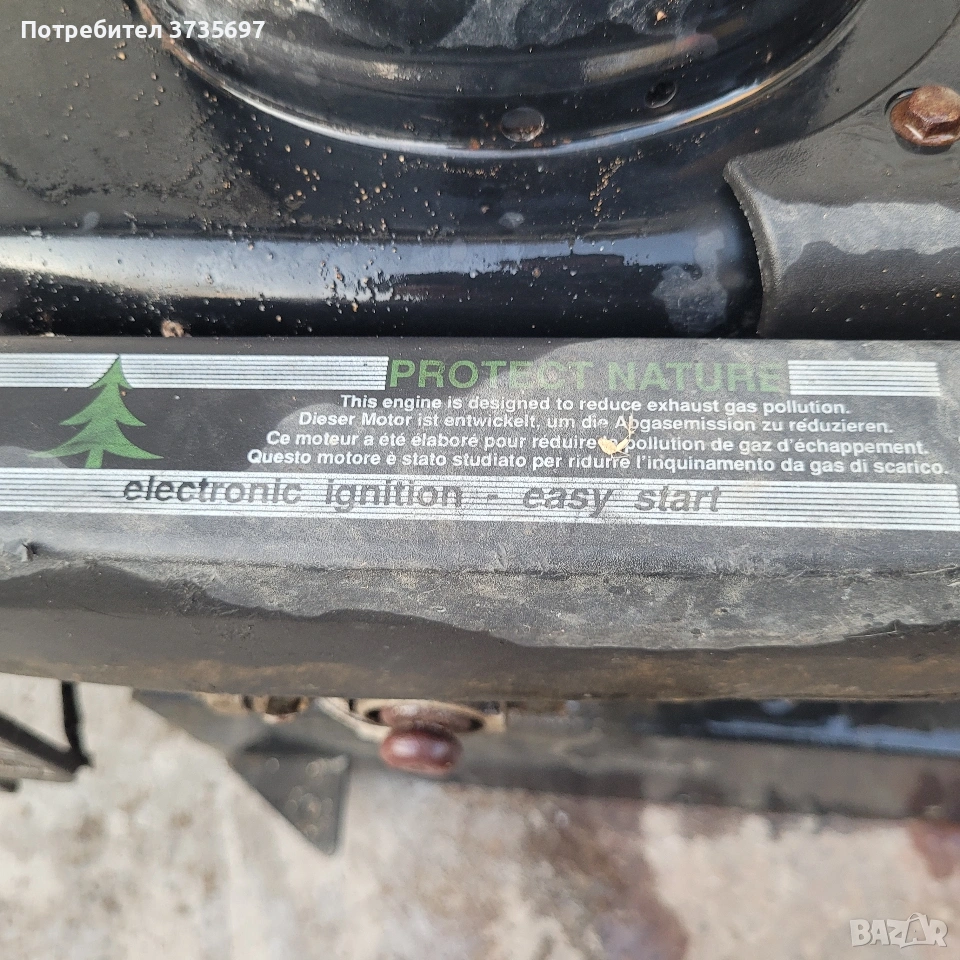 Потребител 3735697
PROTECT NATURE
This engine is designed to reduce exhaust gas pollution.
Dieser Motor ist entwickelt, um die Abgasemission zu reduzieren.
Ce moteur a été élaboré pour réduire la pollution de gaz d'échappement.
Questo motore è stato studiato per ridurre l'inquinamento da gas di scarico.
electronic ignition - easy start
BAZAR